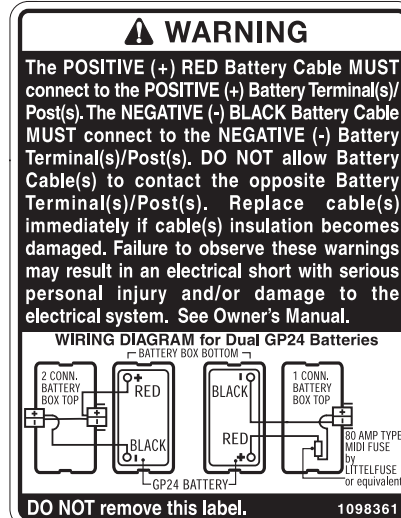 ⚠ WARNING
The POSITIVE (+) RED Battery Cable MUST
connect to the POSITIVE (+) Battery Terminal(s)/
Post(s). The NEGATIVE (-) BLACK Battery Cable
MUST connect to the NEGATIVE (-) Battery
Terminal(s)/Post(s). DO NOT allow Battery
Cable(s) to contact the opposite Battery
Terminal(s)/Post(s). Replace cable(s)
immediately if cable(s) insulation becomes
damaged. Failure to observe these warnings
may result in an electrical short with serious
personal injury and/or damage to the
electrical system. See Owner's Manual.
WIRING DIAGRAM for Dual GP24 Batteries
BATTERY BOX BOTTOM
2 CONN.
BATTERY
BOX TOP
+
-
+
RED
BLACK
-
-
BLACK
RED
+
1 CONN.
BATTERY
BOX TOP
GP24 BATTERY
80 AMP TYPE
MIDI FUSE
by
LITTELFUSE
or equivalent
DO NOT remove this label.
1098361